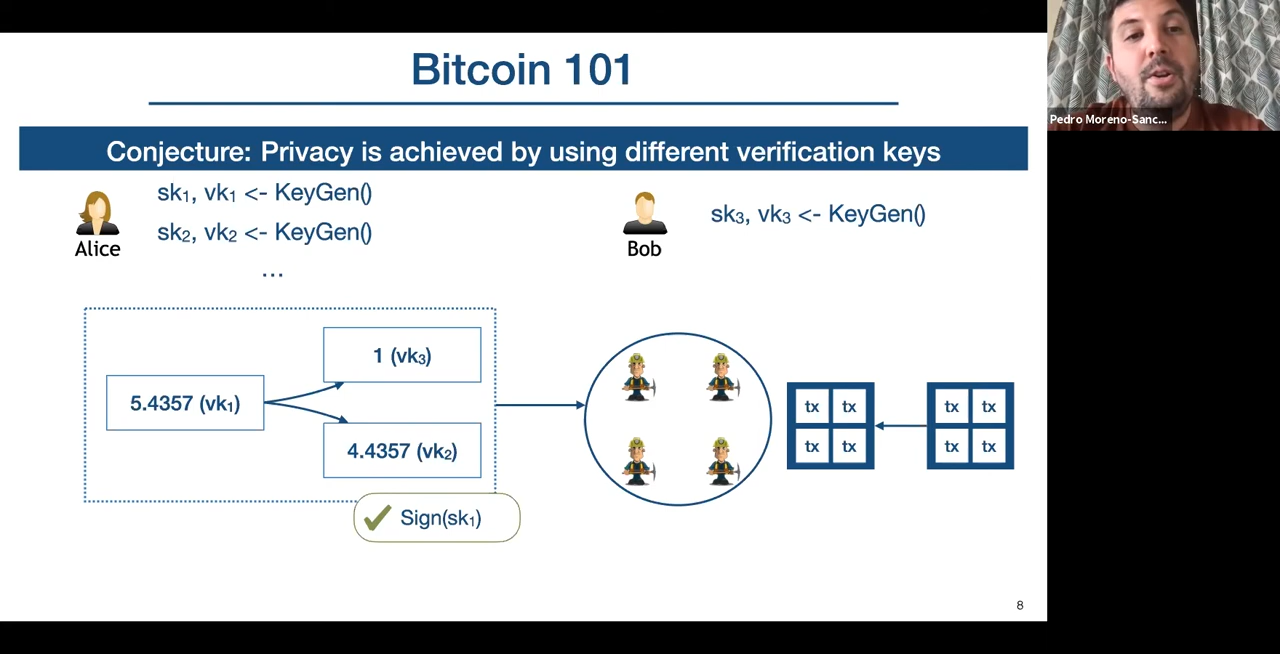 Bitcoin 101
Conjecture: Privacy is achieved by using different verification keys
sk₁, vk₁ <- KeyGen()
sk₂, vk₂ <- KeyGen()
...
Alice
sk₃, vk₃ <- KeyGen()
Bob
5.4357 (vk₁)
1 (vk₃)
4.4357 (vk₂)
Sign(sk₁)
tx tx
tx tx
tx tx
tx tx
8
Pedro Moreno-Sanc...